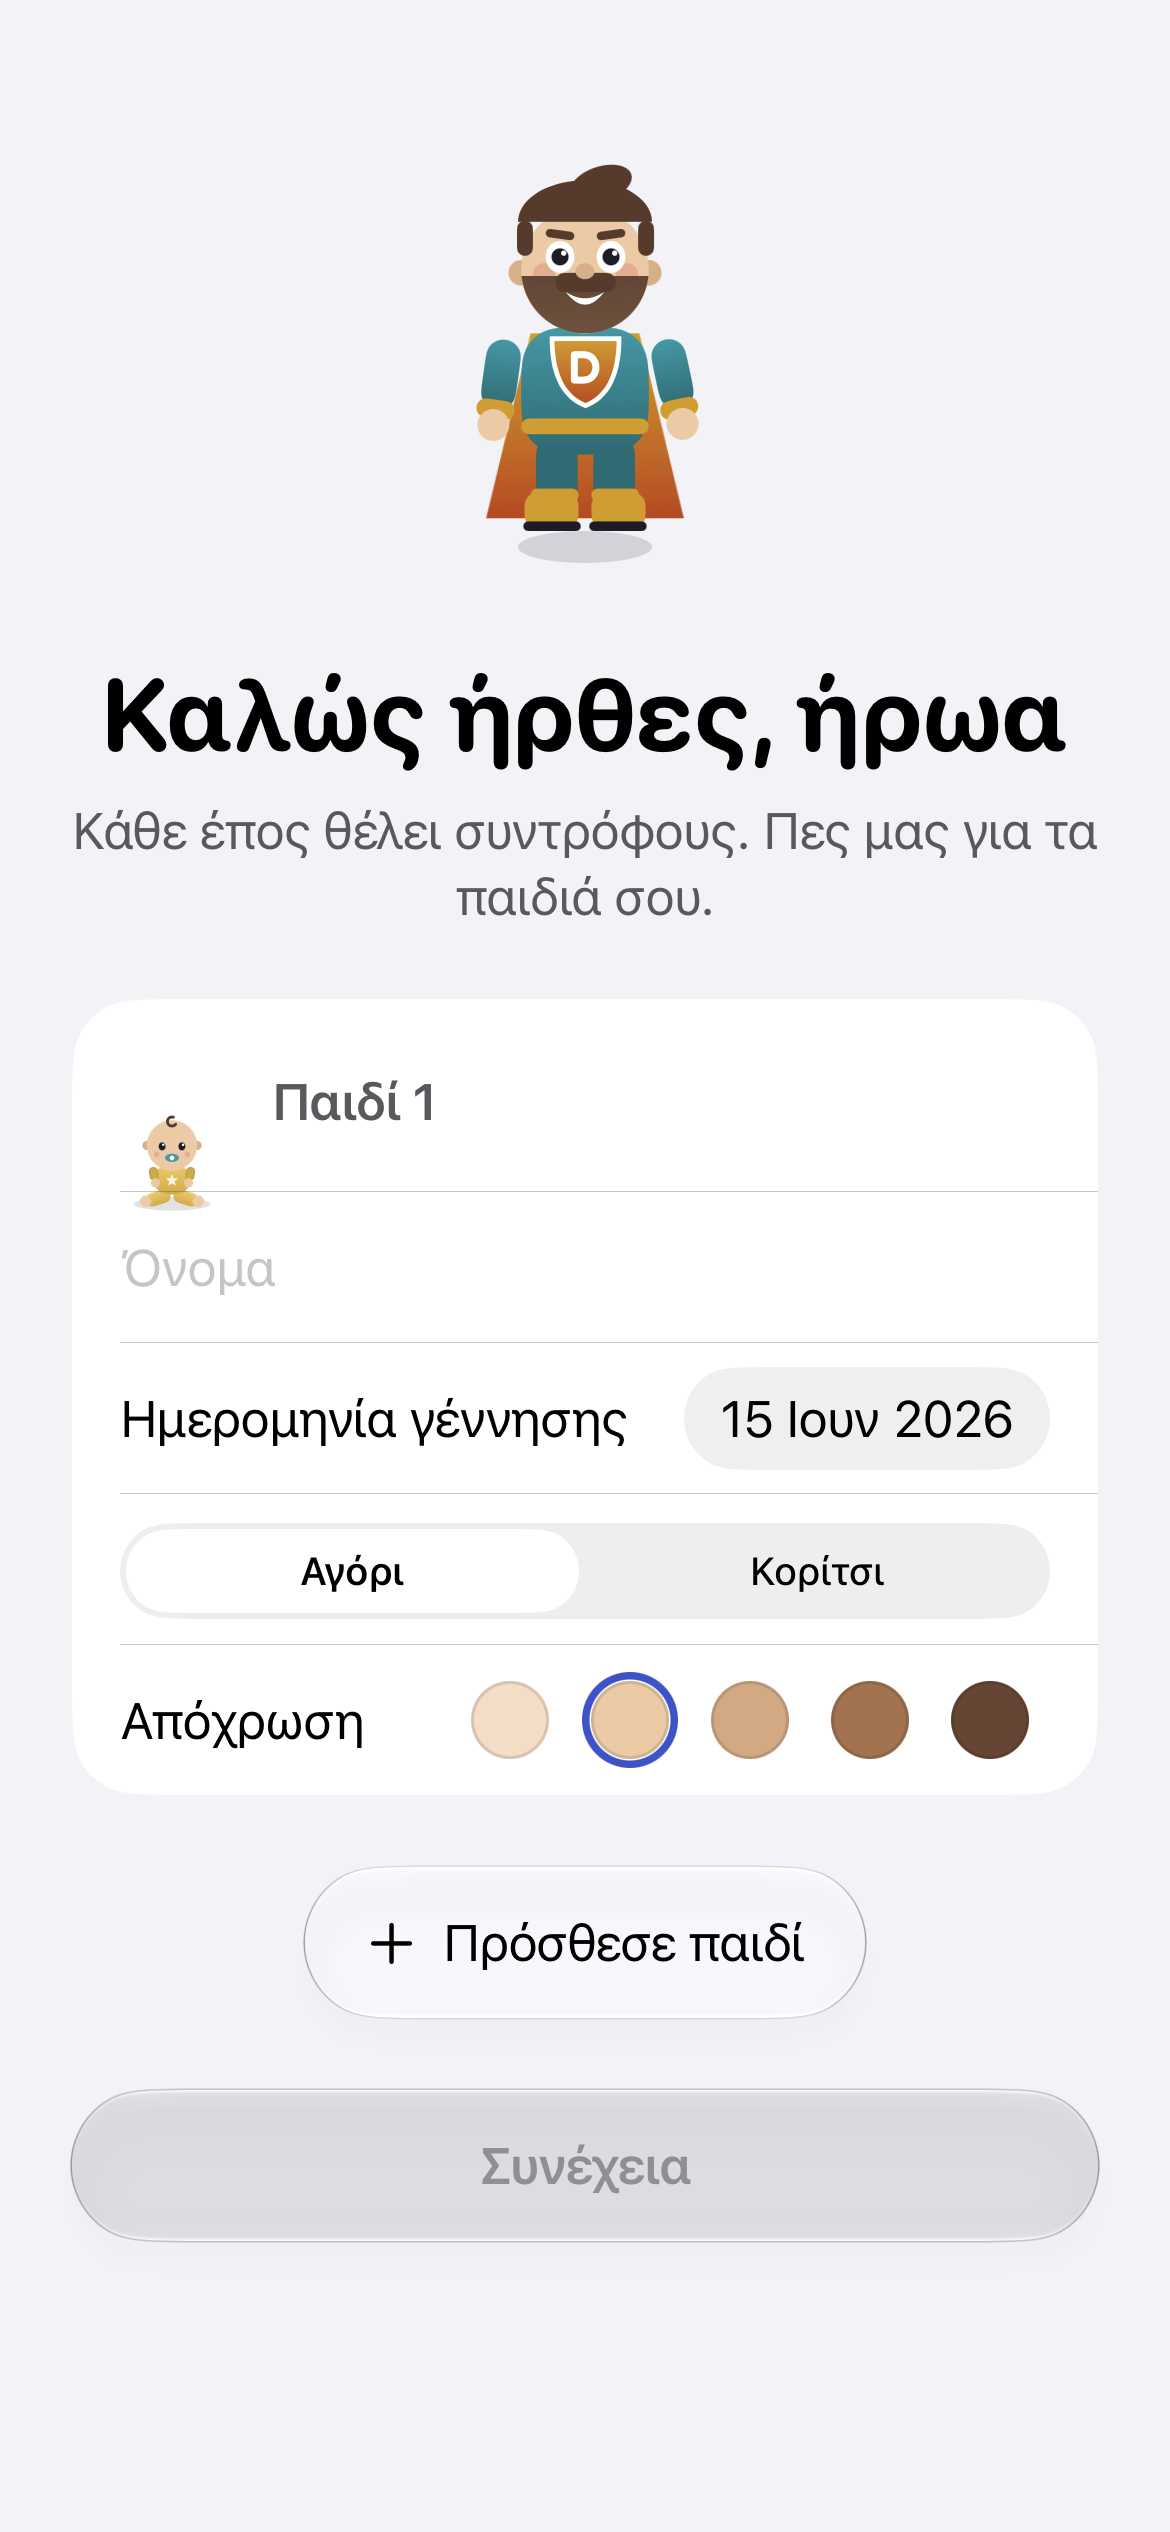 D
Καλώς ήρθες, ήρωα
Κάθε έπος θέλει συντρόφους. Πες μας για τα
παιδιά σου.
Παιδί 1
Όνομα
Ημερομηνία γέννησης 15 Ιουν 2026
Αγόρι Κορίτσι
Απόχρωση
+ Πρόσθεσε παιδί
Συνέχεια